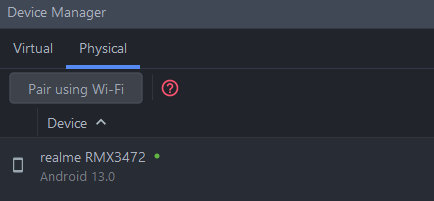 Device Manager
Virtual Physical
Pair using Wi-Fi
Device
realme RMX3472
Android 13.0